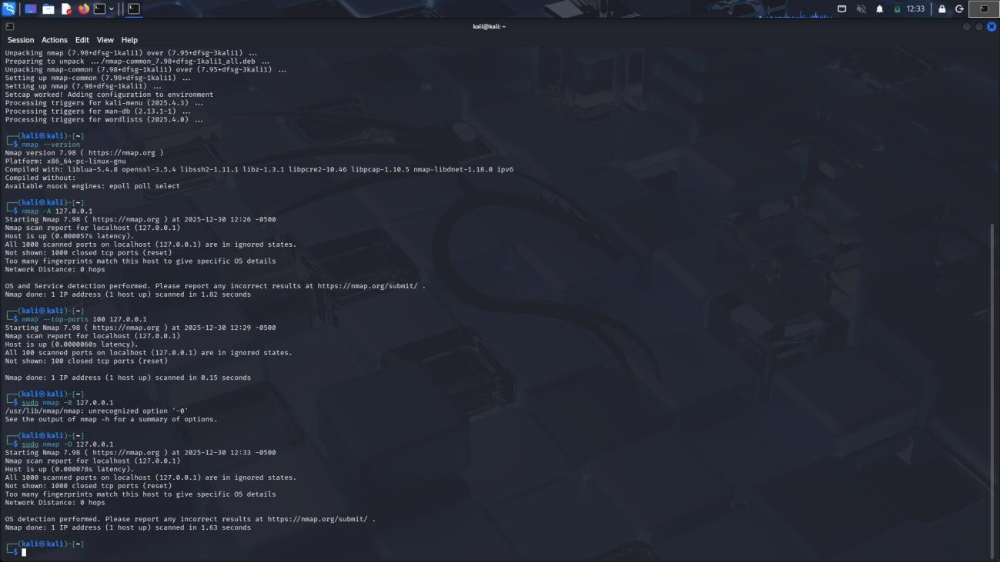 12:33
kali@kali: ~
Session Actions Edit View Help
Unpacking nmap (7.98+dfsg-1kali1) over (7.95+dfsg-3kali1) ...
Preparing to unpack .../nmap-common_7.98+dfsg-1kali1_all.deb ...
Unpacking nmap-common (7.98+dfsg-1kali1) over (7.95+dfsg-3kali1) ...
Setting up nmap-common (7.98+dfsg-1kali1) ...
Setting up nmap (7.98+dfsg-1kali1) ...
Setcap worked! Adding configuration to environment
Processing triggers for kali-menu (2025.4.3) ...
Processing triggers for man-db (2.13.1-1) ...
Processing triggers for wordlists (2025.4.0) ...
┌──(kali㉿kali)-[~]
└─$ nmap --version
Nmap version 7.98 ( https://nmap.org )
Platform: x86_64-pc-linux-gnu
Compiled with: liblua-5.4.8 openssl-3.5.4 libssh2-1.11.1 libz-1.3.1 libpcre2-10.46 libpcap-1.10.5 nmap-libdnet-1.18.0 ipv6
Compiled without:
Available nsock engines: epoll poll select
┌──(kali㉿kali)-[~]
└─$ nmap -A 127.0.0.1
Starting Nmap 7.98 ( https://nmap.org ) at 2025-12-30 12:26 -0500
Nmap scan report for localhost (127.0.0.1)
Host is up (0.000057s latency).
All 1000 scanned ports on localhost (127.0.0.1) are in ignored states.
Not shown: 1000 closed tcp ports (reset)
Too many fingerprints match this host to give specific OS details
Network Distance: 0 hops
OS and Service detection performed. Please report any incorrect results at https://nmap.org/submit/ .
Nmap done: 1 IP address (1 host up) scanned in 1.82 seconds
┌──(kali㉿kali)-[~]
└─$ nmap --top-ports 100 127.0.0.1
Starting Nmap 7.98 ( https://nmap.org ) at 2025-12-30 12:29 -0500
Nmap scan report for localhost (127.0.0.1)
Host is up (0.0000060s latency).
All 100 scanned ports on localhost (127.0.0.1) are in ignored states.
Not shown: 100 closed tcp ports (reset)
Nmap done: 1 IP address (1 host up) scanned in 0.15 seconds
┌──(kali㉿kali)-[~]
└─$ sudo nmap -0 127.0.0.1
/usr/lib/nmap/nmap: unrecognized option '-0'
See the output of nmap -h for a summary of options.
┌──(kali㉿kali)-[~]
└─$ sudo nmap -O 127.0.0.1
Starting Nmap 7.98 ( https://nmap.org ) at 2025-12-30 12:33 -0500
Nmap scan report for localhost (127.0.0.1)
Host is up (0.000078s latency).
All 1000 scanned ports on localhost (127.0.0.1) are in ignored states.
Not shown: 1000 closed tcp ports (reset)
Too many fingerprints match this host to give specific OS details
Network Distance: 0 hops
OS detection performed. Please report any incorrect results at https://nmap.org/submit/ .
Nmap done: 1 IP address (1 host up) scanned in 1.63 seconds
┌──(kali㉿kali)-[~]
└─$